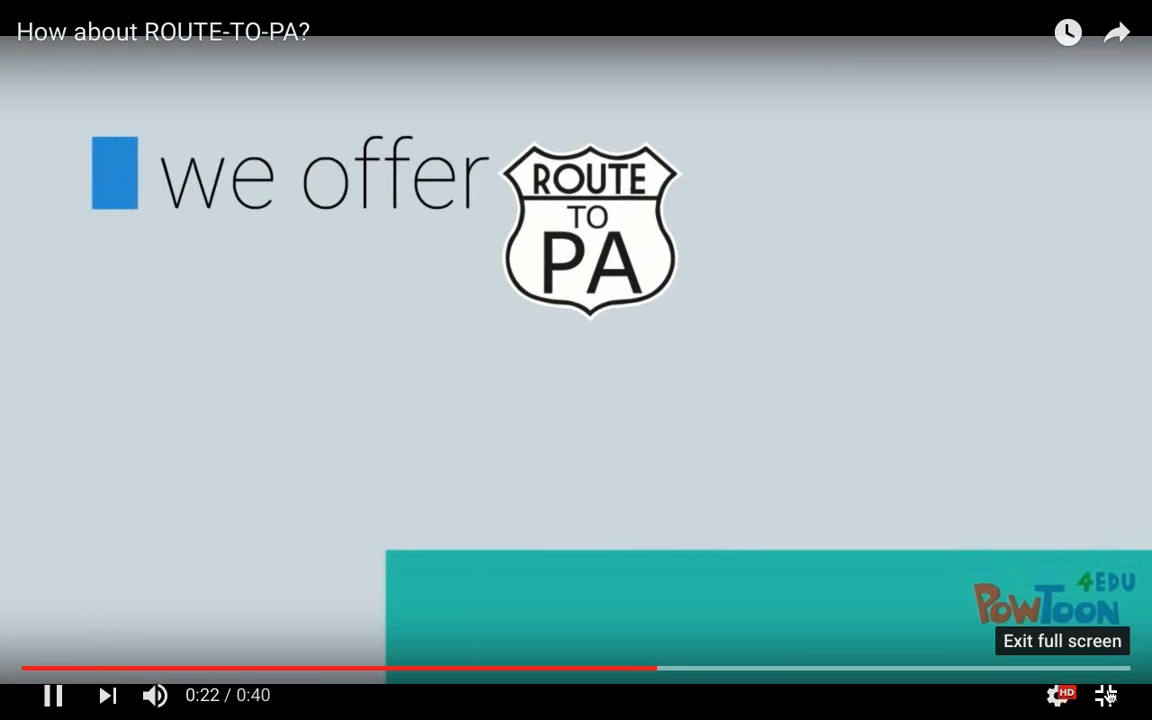 How about ROUTE-TO-PA?
we offer
ROUTE
TO
PA
4EDU
POWTOON
Exit full screen
0:22 / 0:40
HD